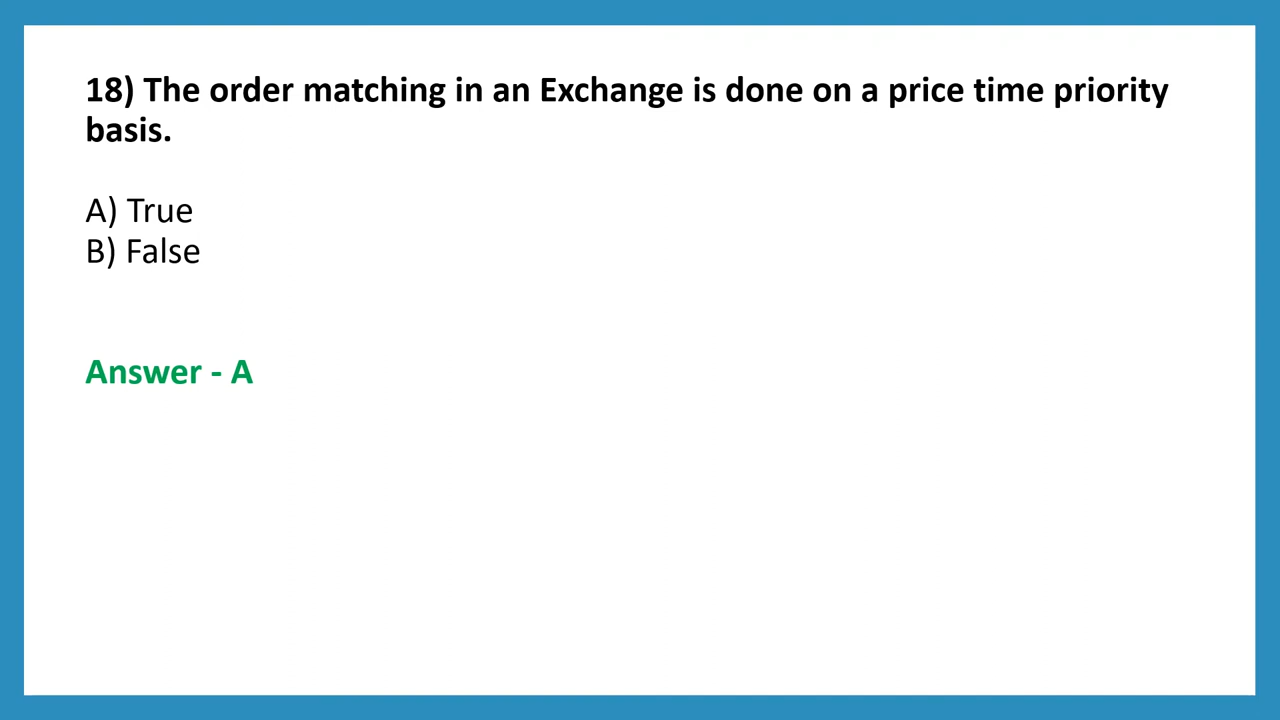 18) The order matching in an Exchange is done on a price time priority
basis.
A) True
B) False
Answer - A